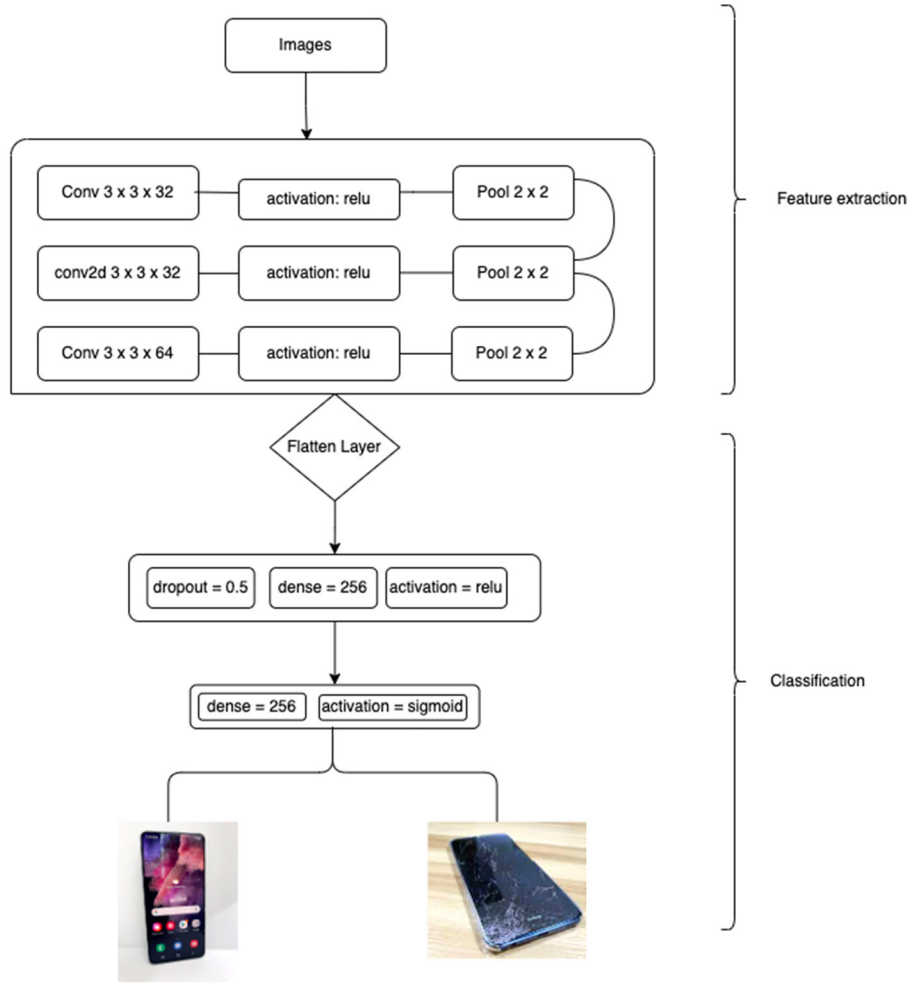 Images
Conv 3 x 3 x 32
activation: relu
Pool 2 x 2
conv2d 3 x 3 x 32
activation: relu
Pool 2 x 2
Conv 3 x 3 x 64
activation: relu
Pool 2 x 2
Feature extraction
Flatten Layer
dropout = 0.5
dense = 256
activation = relu
dense = 256
activation = sigmoid
Classification